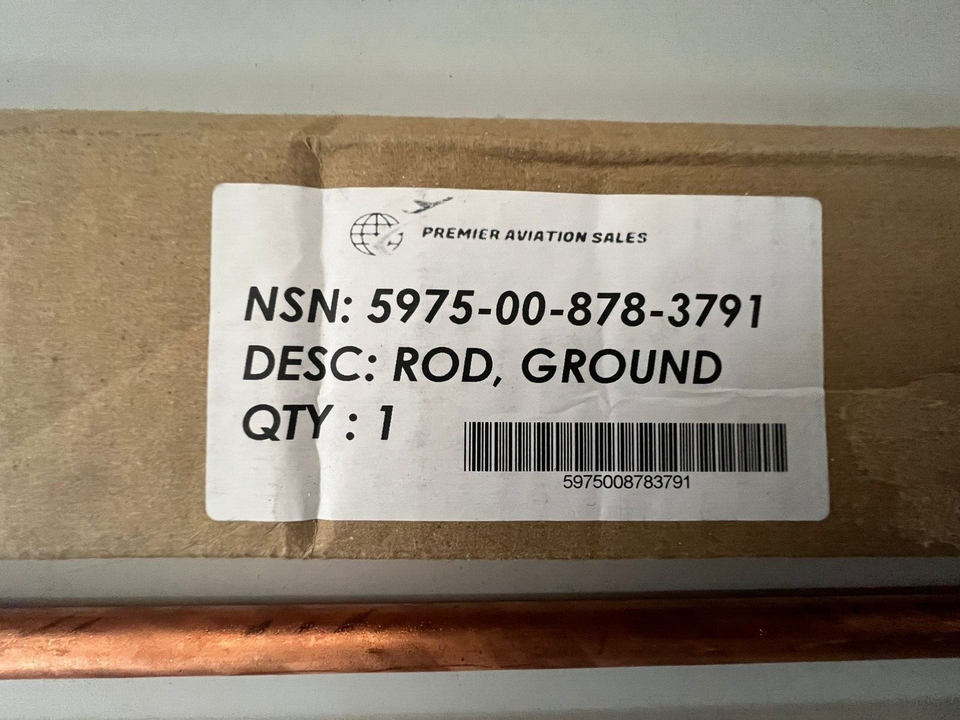 PREMIER AVIATION SALES
NSN: 5975-00-878-3791
DESC: ROD, GROUND
QTY : 1
5975008783791